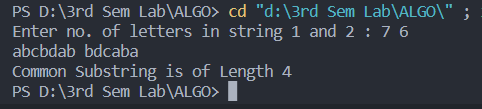 PS D:\3rd Sem Lab\ALGO> cd "d:\3rd Sem Lab\ALGO\" ;
Enter no. of letters in string 1 and 2 : 7 6
abcbdab bdcaba
Common Substring is of Length 4
PS D:\3rd Sem Lab\ALGO>